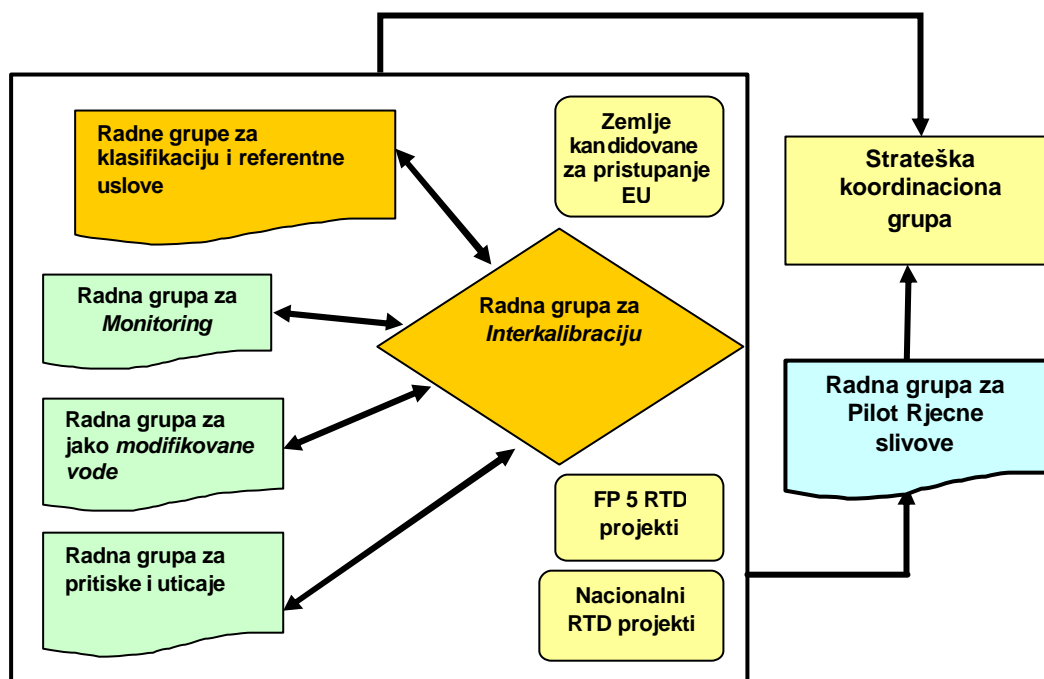 Radne grupe za
klasifikaciju i referentne
uslove
Zemlje
kandidovane
za pristupanje
EU
Strateška
koordinaciona
grupa
Radna grupa za
Monitoring
Radna grupa za
Interkalibraciju
Radna grupa za
jako modifikovane
vode
Radna grupa za
Pilot Rjecne
slivove
Radna grupa za
pritiske i uticaje
FP 5 RTD
projekti
Nacionalni
RTD projekti